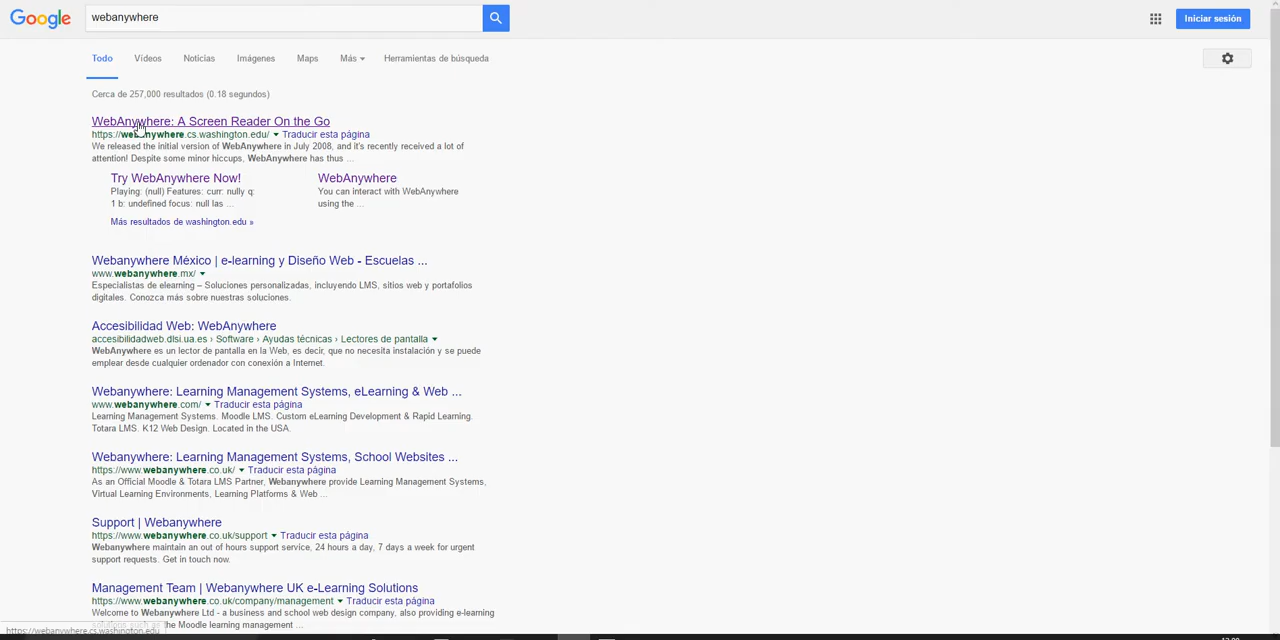 Google
webanywhere
Iniciar sesión
Todo Vídeos Noticias Imágenes Maps Más Herramientas de búsqueda
Cerca de 257,000 resultados (0.18 segundos)
WebAnywhere: A Screen Reader On the Go
https://webanywhere.cs.washington.edu/ Traducir esta página
We released the initial version of WebAnywhere in July 2008, and it's recently received a lot of
attention! Despite some minor hiccups, WebAnywhere has thus ...
Try WebAnywhere Now! WebAnywhere
Playing: (null) Features: curr: nully q: You can interact with WebAnywhere
1 b: undefined focus: null las ... using the ...
Más resultados de washington.edu »
Webanywhere México | e-learning y Diseño Web - Escuelas ...
www.webanywhere.mx/
Especialistas de elearning – Soluciones personalizadas, incluyendo LMS, sitios web y portafolios
digitales. Conozca más sobre nuestras soluciones.
Accesibilidad Web: WebAnywhere
accesibilidadweb.dlsi.ua.es › Software › Ayudas técnicas › Lectores de pantalla
WebAnywhere es un lector de pantalla en la Web, es decir, que no necesita instalación y se puede
emplear desde cualquier ordenador con conexión a Internet.
Webanywhere: Learning Management Systems, eLearning & Web ...
www.webanywhere.com/ Traducir esta página
Learning Management Systems. Moodle LMS. Custom eLearning Development & Rapid Learning.
Totara LMS. K12 Web Design. Located in the USA.
Webanywhere: Learning Management Systems, School Websites ...
https://www.webanywhere.co.uk/ Traducir esta página
As an Official Moodle & Totara LMS Partner, Webanywhere provide Learning Management Systems,
Virtual Learning Environments, Learning Platforms & Web ...
Support | Webanywhere
https://www.webanywhere.co.uk/support Traducir esta página
Webanywhere maintain an out of hours support service, 24 hours a day, 7 days a week for urgent
support requests. Get in touch now.
Management Team | Webanywhere UK e-Learning Solutions
https://www.webanywhere.co.uk/company/management Traducir esta página
Welcome to Webanywhere Ltd - a business and school web design company, also providing e-learning
solutions such as the Moodle learning management ...
https://webanywhere.cs.washington.edu